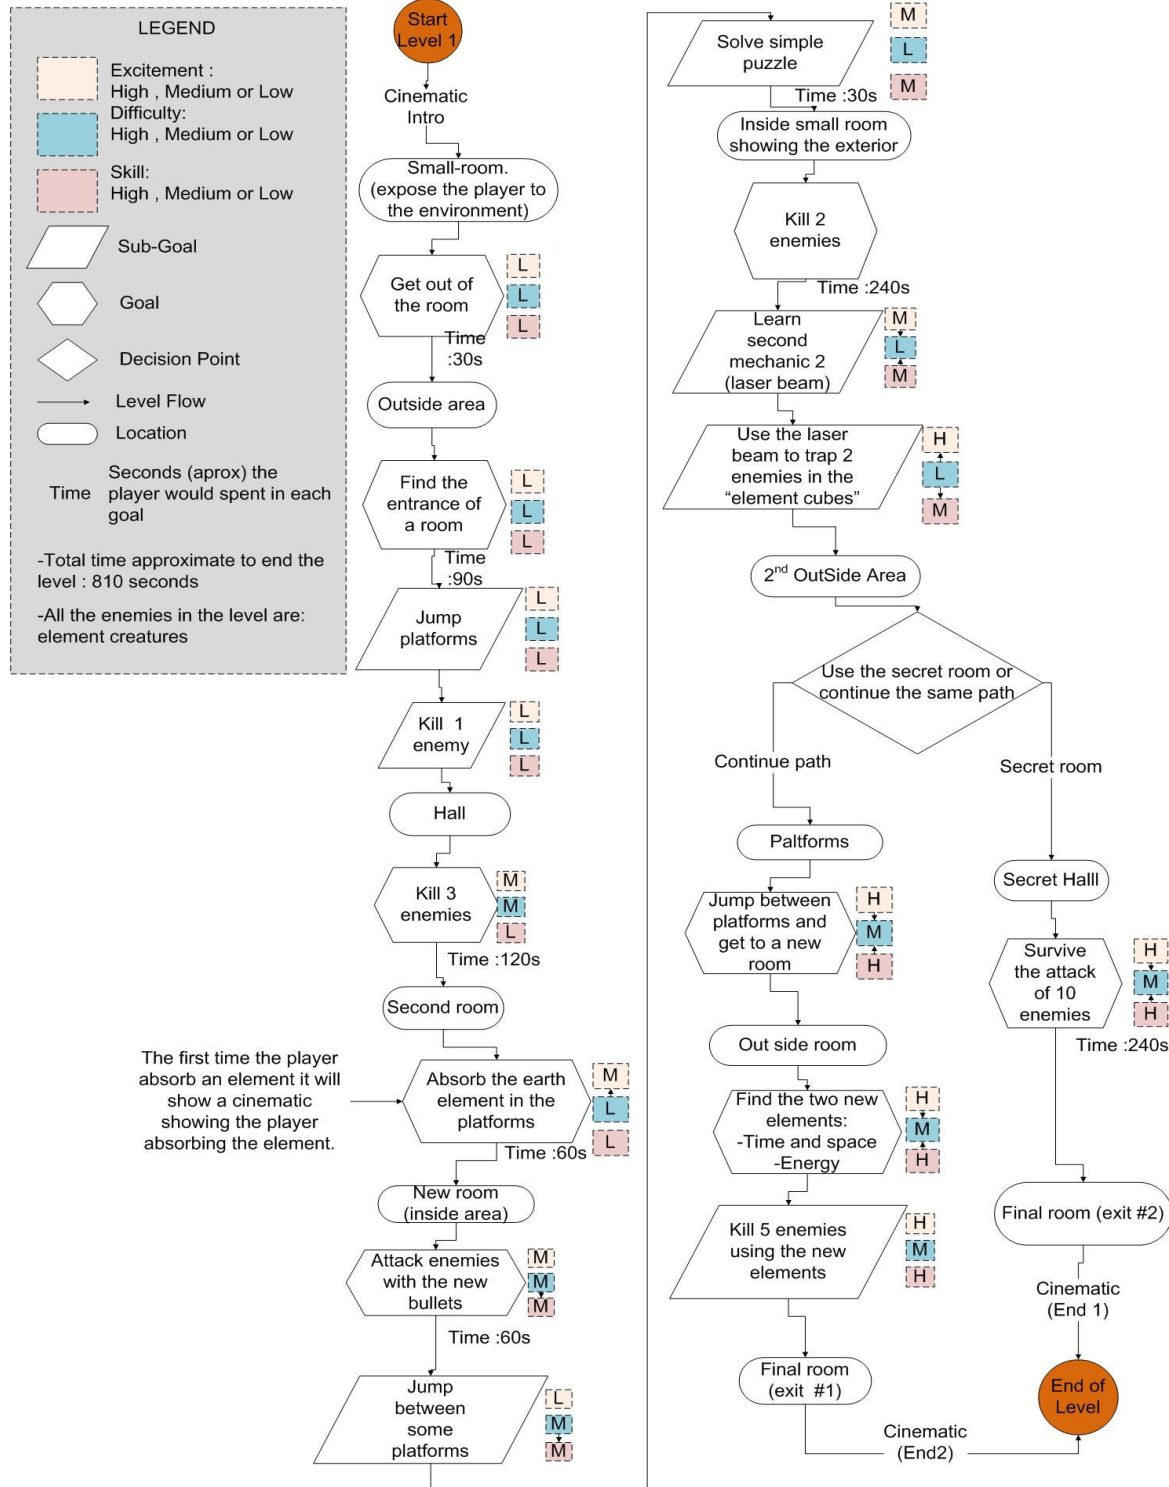 LEGEND
Excitement :
High , Medium or Low
Difficulty:
High , Medium or Low
Skill:
High , Medium or Low
Sub-Goal
Goal
Decision Point
Level Flow
Location
Time
Seconds (aprox) the
player would spent in each
goal
-Total time approximate to end the
level : 810 seconds
-All the enemies in the level are:
element creatures
Start
Level 1
Cinematic
Intro
Small-room.
(expose the player to
the environment)
Get out of
the room
L
L
L
Time
:30s
Outside area
Find the
entrance of
a room
L
L
L
Time
:90s
Jump
platforms
L
L
L
Kill 1
enemy
L
L
L
Hall
Kill 3
enemies
M
M
L
Time :120s
Second room
The first time the player
absorb an element it will
show a cinematic
showing the player
absorbing the element.
Absorb the earth
element in the
platforms
M
L
L
Time :60s
New room
(inside area)
Attack enemies
with the new
bullets
M
M
M
Time :60s
Jump
between
some
platforms
L
M
M
Solve simple
puzzle
M
L
M
Time :30s
Inside small room
showing the exterior
Kill 2
enemies
Time :240s
Learn
second
mechanic 2
(laser beam)
M
L
M
Use the laser
beam to trap 2
enemies in the
“element cubes”
H
L
M
2nd OutSide Area
Use the secret room or
continue the same path
Continue path
Paltforms
Jump between
platforms and
get to a new
room
H
M
H
Out side room
Find the two new
elements:
-Time and space
-Energy
H
M
H
Kill 5 enemies
using the new
elements
H
M
H
Final room
(exit #1)
Cinematic
(End2)
Secret room
Secret Halll
Survive
the attack
of 10
enemies
H
M
H
Time :240s
Final room (exit #2)
Cinematic
(End 1)
End of
Level